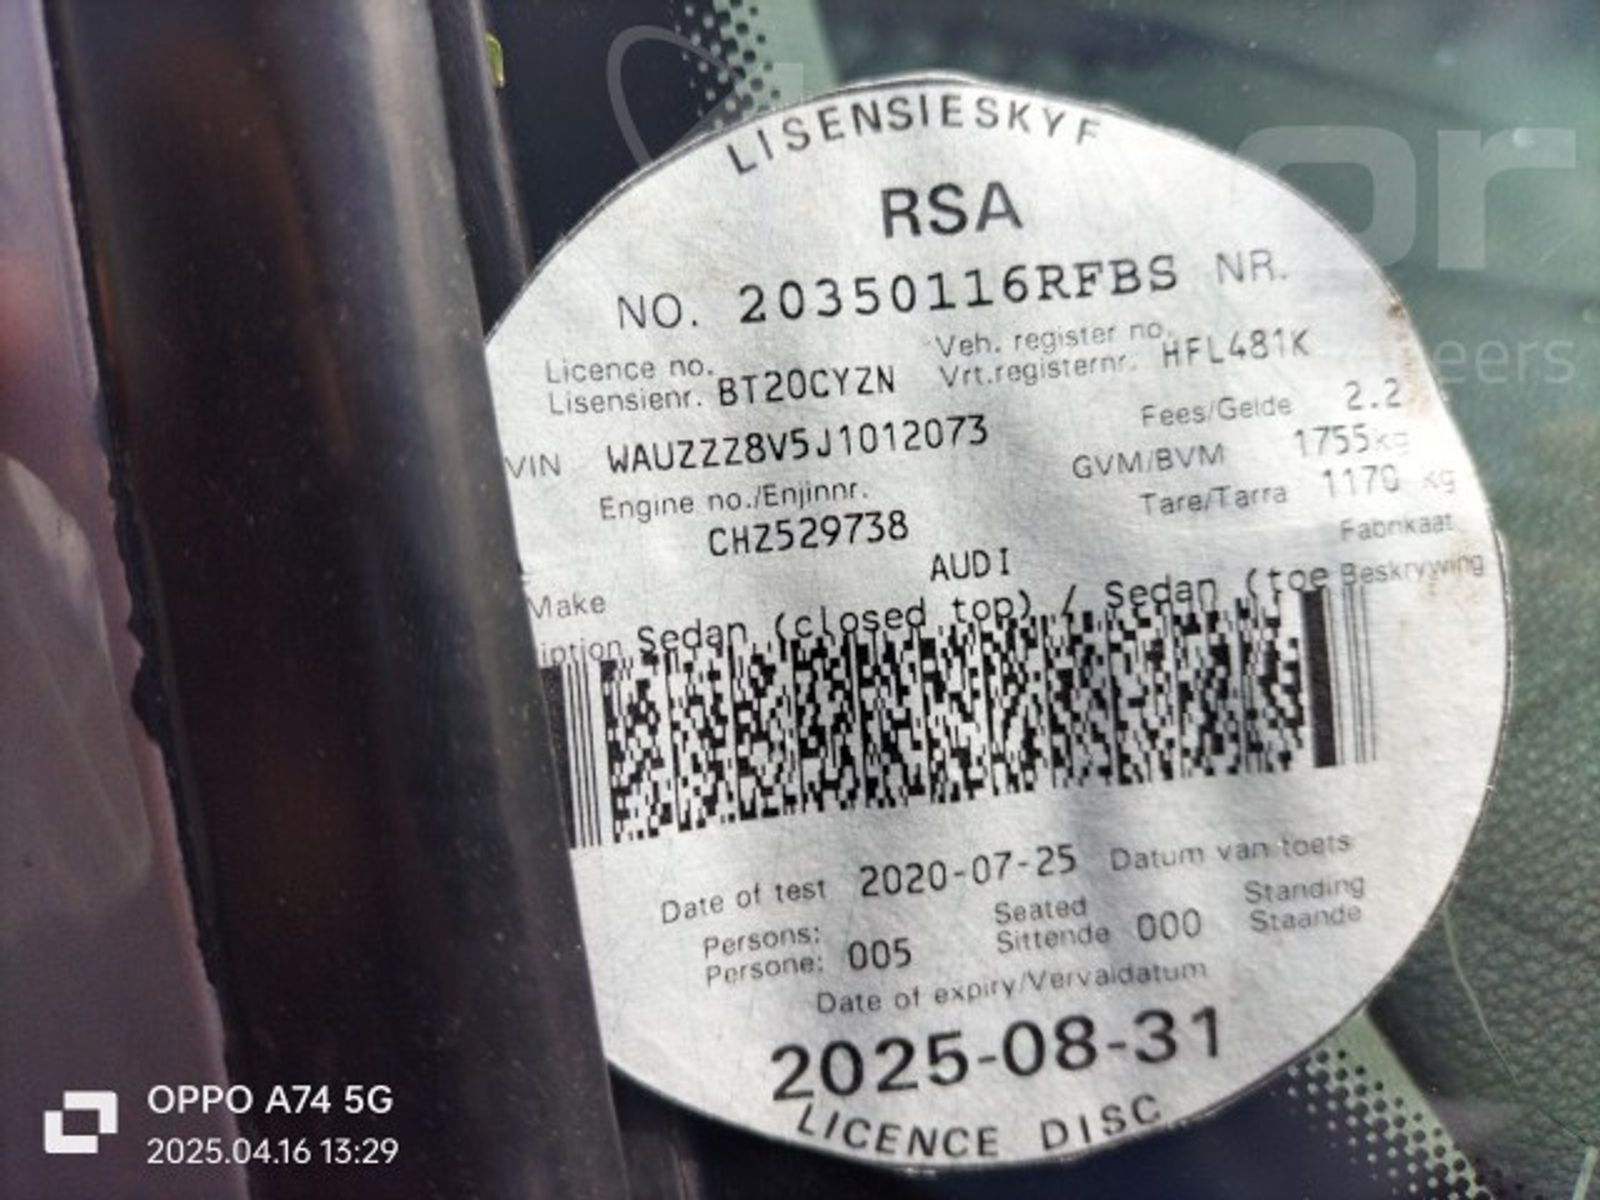 LISENSIESKYF
RSA
NO. 20350116RFBS NR.
Licence no.
Lisensienr. BT20CYZN
Veh. register no.
Vrt.registernr. HFL481K
VIN WAUZZZ8V5J1012073
Fees/Gelde 2.2
GVM/BVM 1755kg
Engine no./Enjinnr.
CHZ529738
Tare/Tarra 1170 kg
Make AUDI Fabrikaat
iption Sedan (closed top) / Sedan (toe Beskrywing
Date of test 2020-07-25 Datum van toets
Persons:
Persone: 005
Seated
Sittende 000
Standing
Staande
Date of expiry/Vervaldatum
2025-08-31
LICENCE DISC
OPPO A74 5G
2025.04.16 13:29